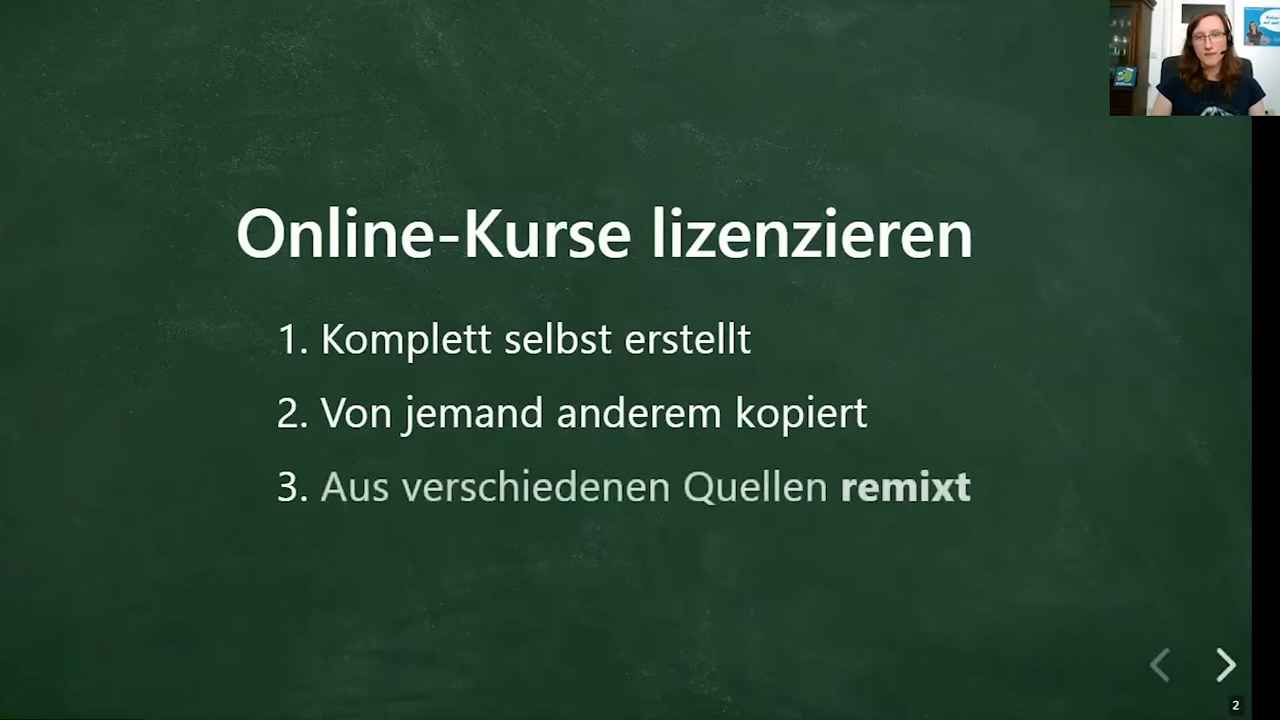 Online-Kurse lizenzieren
1. Komplett selbst erstellt
2. Von jemand anderem kopiert
3. Aus verschiedenen Quellen remixt
2